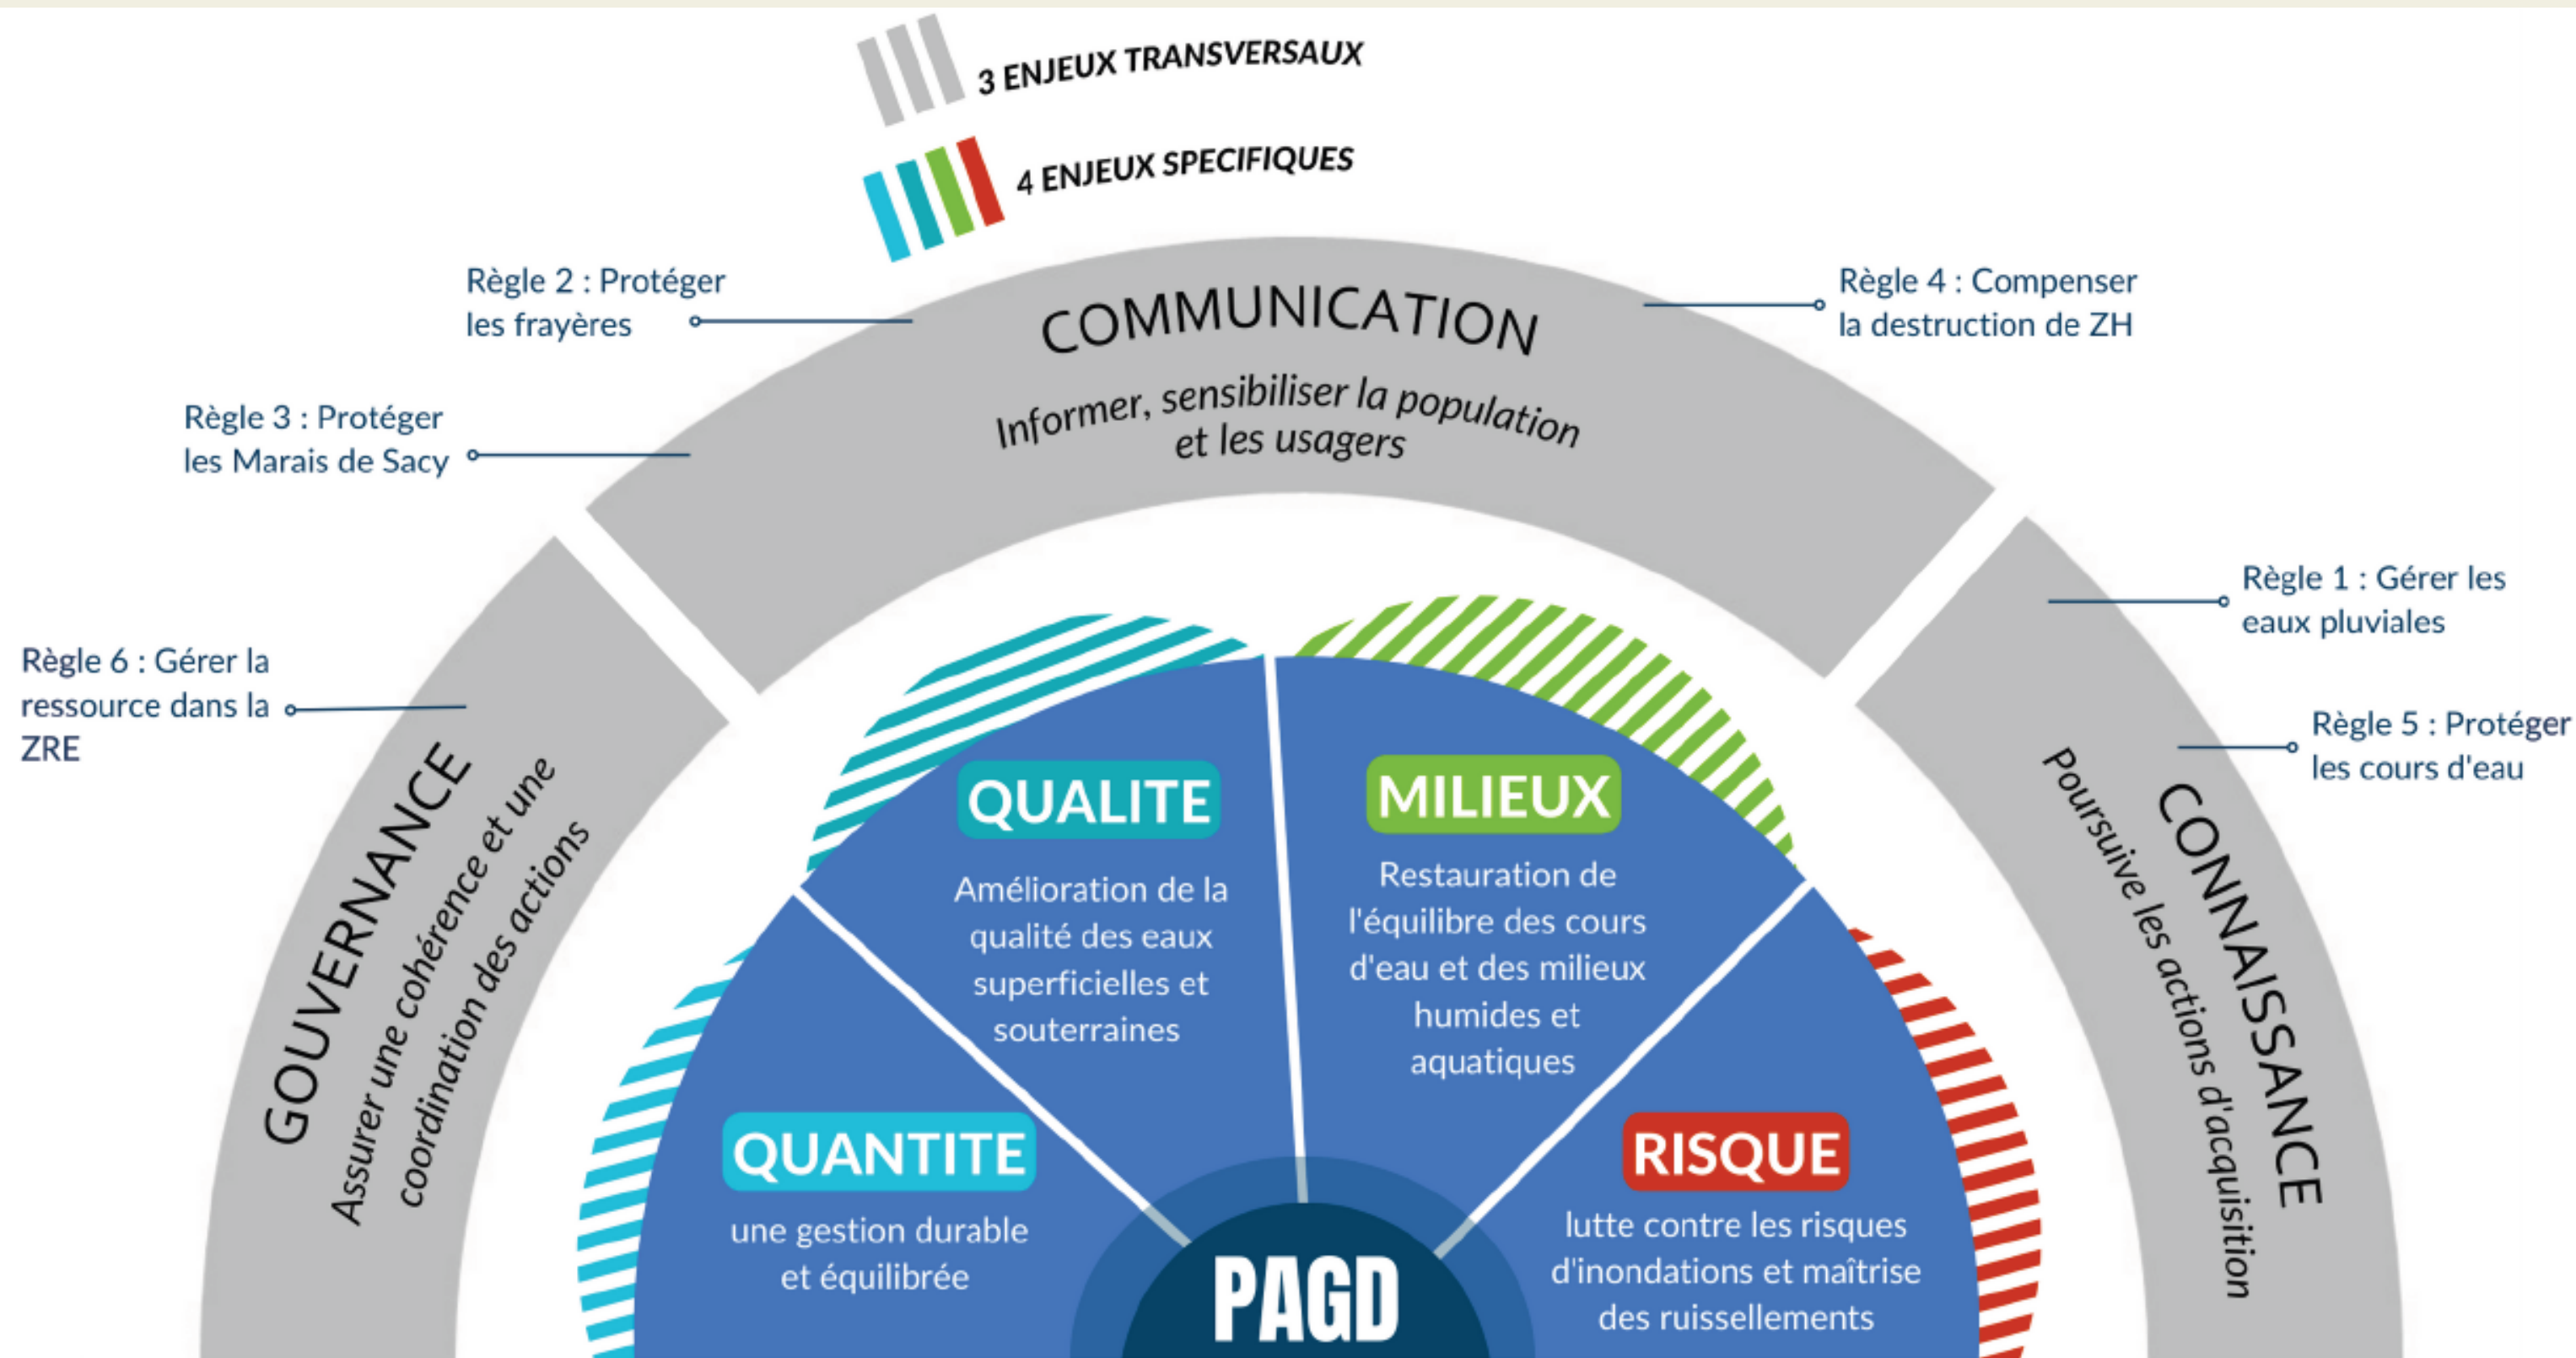 3 ENJEUX TRANSVERSAUX
4 ENJEUX SPECIFIQUES
Règle 2 : Protéger
les frayères
Règle 4 : Compenser
la destruction de ZH
COMMUNICATION
Informer, sensibiliser la population
et les usagers
Règle 3 : Protéger
les Marais de Sacy
Règle 1 : Gérer les
eaux pluviales
Règle 6 : Gérer la
ressource dans la
ZRE
Règle 5 : Protéger
les cours d'eau
GOUVERNANCE
Assurer une cohérence et une
coordination des actions
CONNAISSANCE
Poursuive les actions d'acquisition
QUALITE
Amélioration de la
qualité des eaux
superficielles et
souterraines
MILIEUX
Restauration de
l'équilibre des cours
d'eau et des milieux
humides et
aquatiques
QUANTITE
une gestion durable
et équilibrée
RISQUE
lutte contre les risques
d'inondations et maîtrise
des ruissellements
PAGD